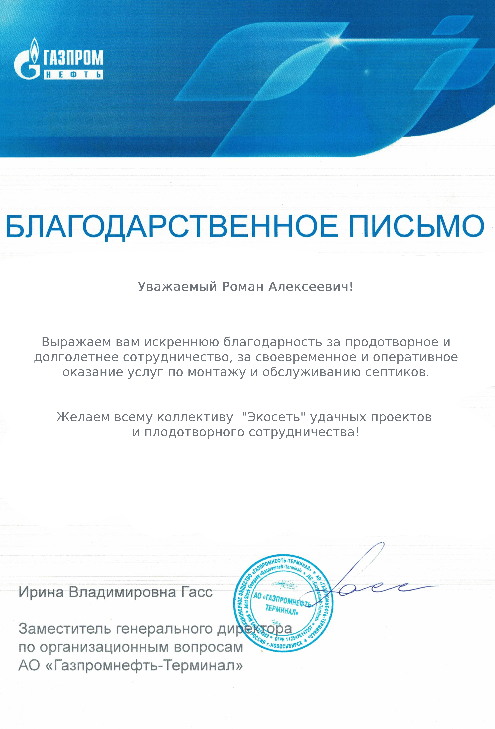 ГАЗПРОМ
НЕФТЬ
БЛАГОДАРСТВЕННОЕ ПИСЬМО
Уважаемый Роман Алексеевич!
Выражаем вам искреннюю благодарность за продотворное и
долголетнее сотрудничество, за своевременное и оперативное
оказание услуг по монтажу и обслуживанию септиков.
Желаем всему коллективу "Экосеть" удачных проектов
и плодотворного сотрудничества!
Ирина Владимировна Гасс
АО «ГАЗПРОМНЕФТЬ-
ТЕРМИНАЛ»
Заместитель генерального директора
по организационным вопросам
АО «Газпромнефть-Терминал»